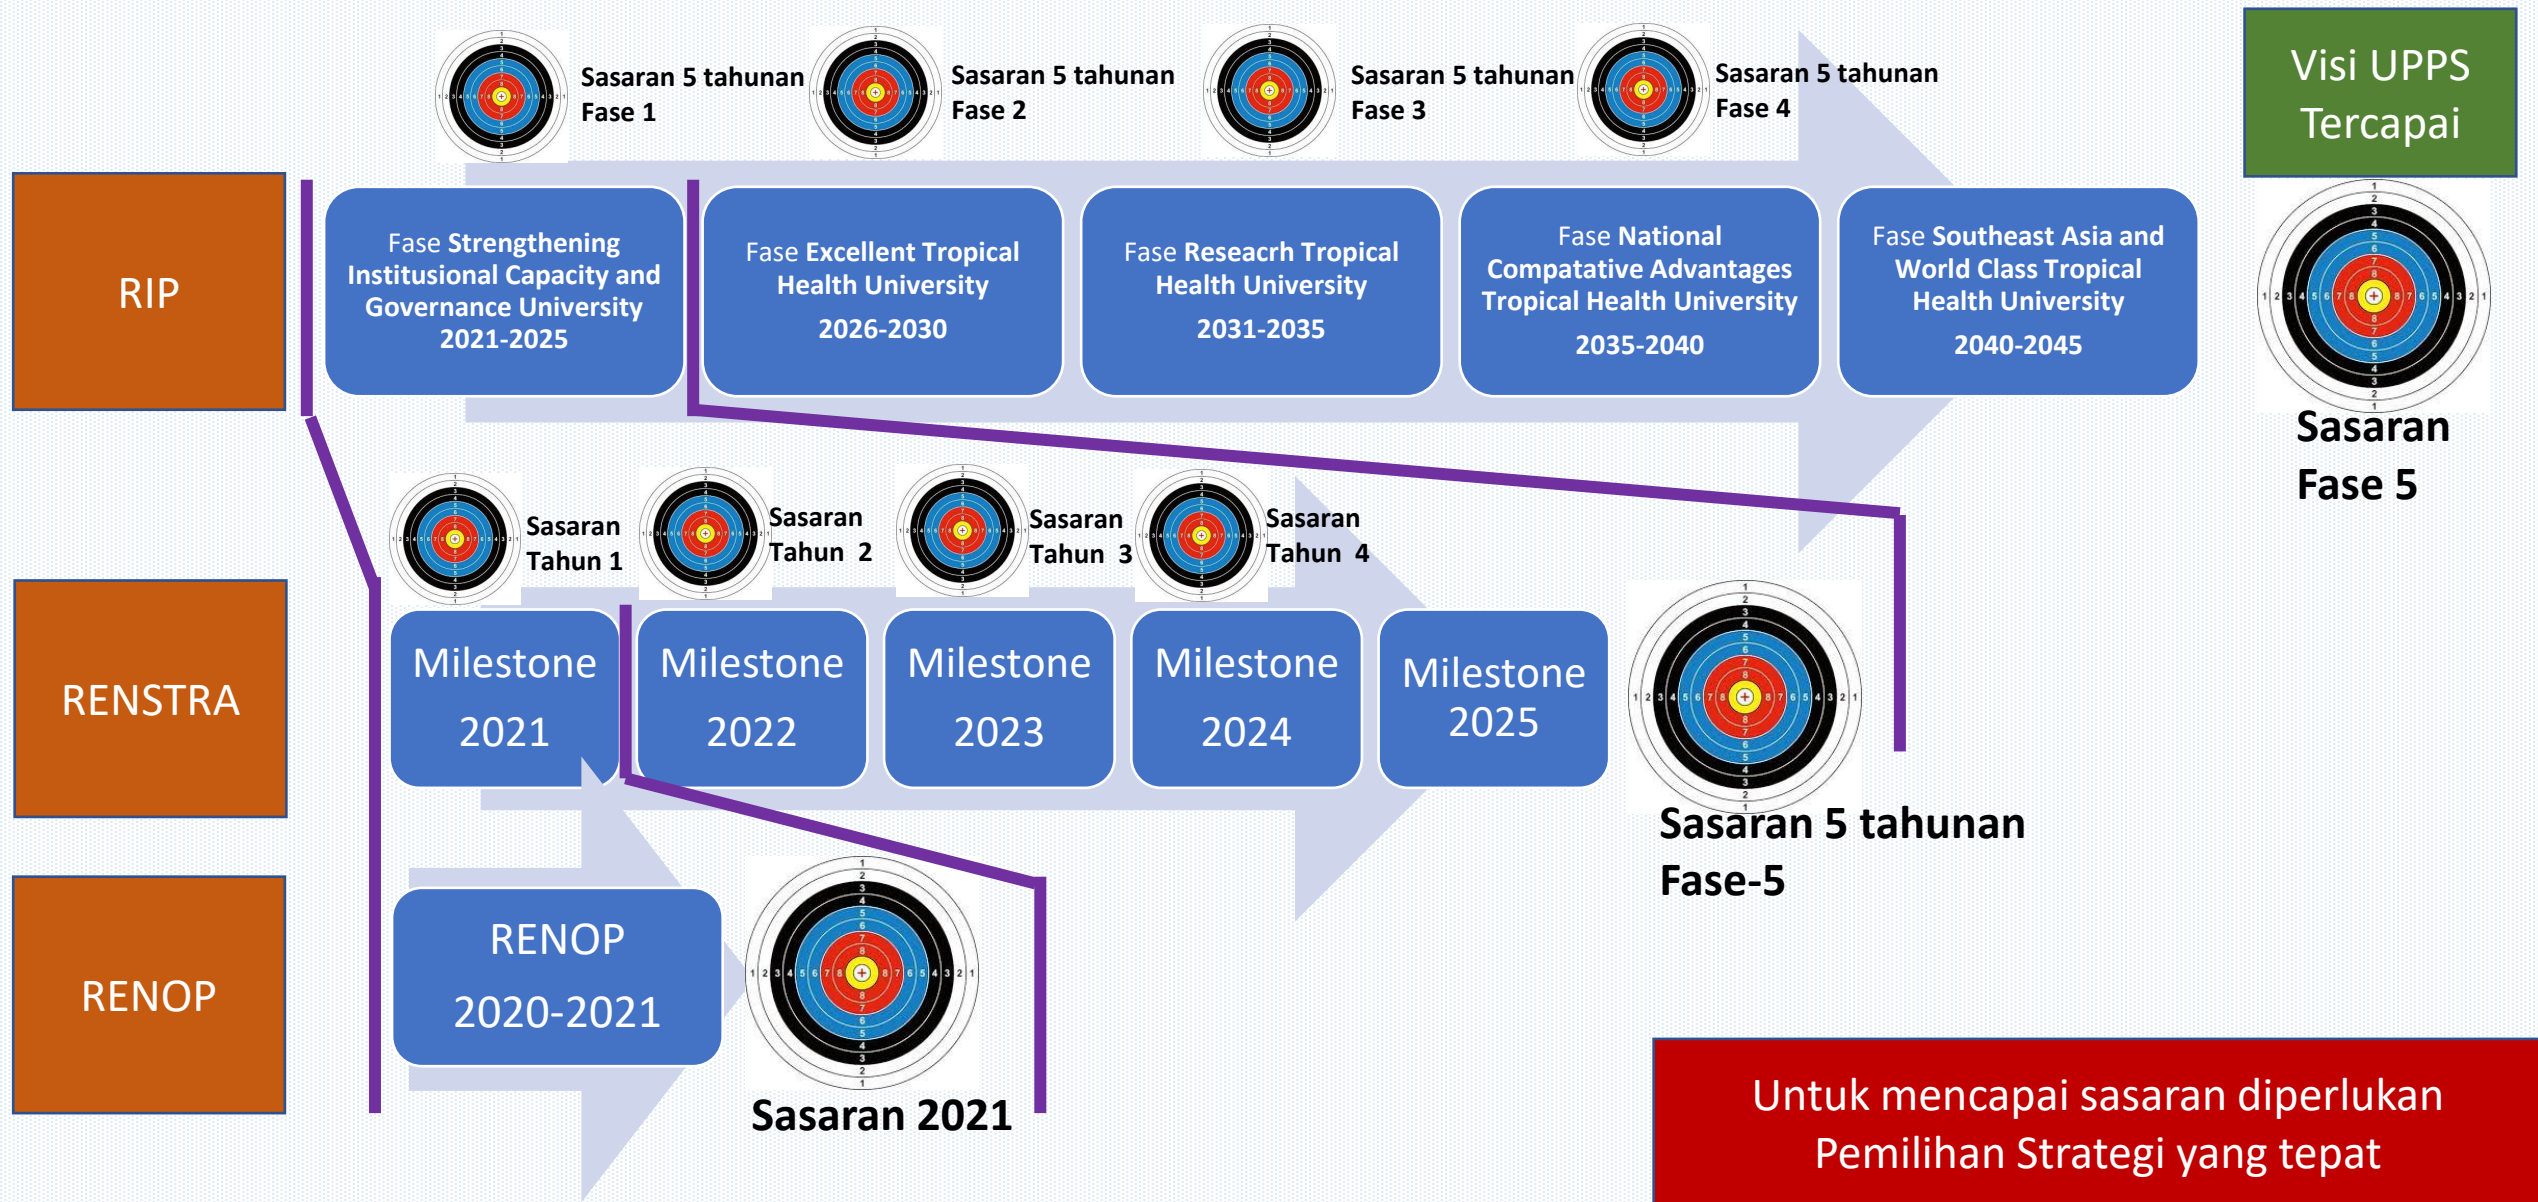 Sasaran 5 tahunan
Fase 1
Sasaran 5 tahunan
Fase 2
Sasaran 5 tahunan
Fase 3
Sasaran 5 tahunan
Fase 4
Visi UPPS
Tercapai
RIP
Fase Strengthening
Institusional Capacity and
Governance University
2021-2025
Fase Excellent Tropical
Health University
2026-2030
Fase Reseacrh Tropical
Health University
2031-2035
Fase National
Compatative Advantages
Tropical Health University
2035-2040
Fase Southeast Asia and
World Class Tropical
Health University
2040-2045
Sasaran
Fase 5
Sasaran
Tahun 1
Sasaran
Tahun 2
Sasaran
Tahun 3
Sasaran
Tahun 4
RENSTRA
Milestone
2021
Milestone
2022
Milestone
2023
Milestone
2024
Milestone
2025
Sasaran 5 tahunan
Fase-5
RENOP
RENOP
2020-2021
Sasaran 2021
Untuk mencapai sasaran diperlukan
Pemilihan Strategi yang tepat